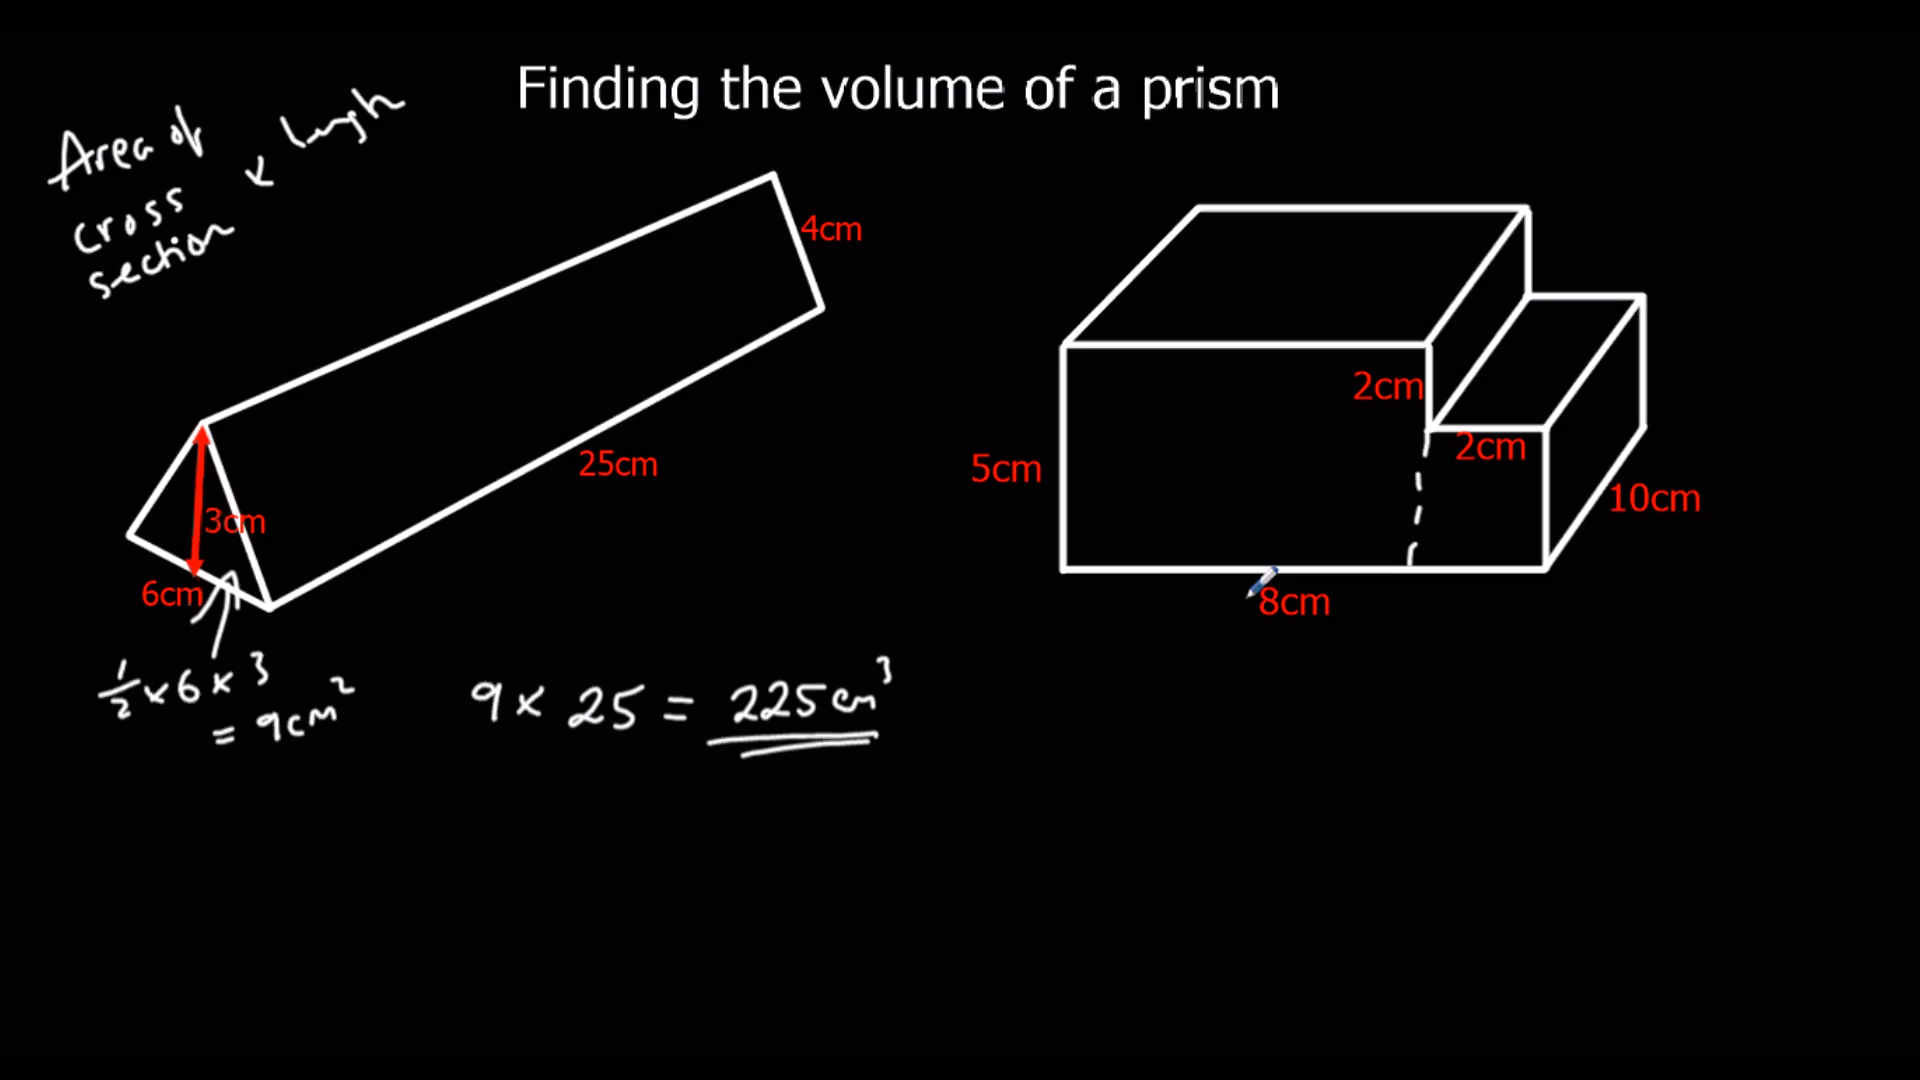 Finding the volume of a prism
Area of
cross
section
x
lengh
4cm
25cm
3cm
6cm
1/2 x 6 x 3
= 9cm²
9 x 25 = 225cm³
2cm
2cm
5cm
10cm
8cm